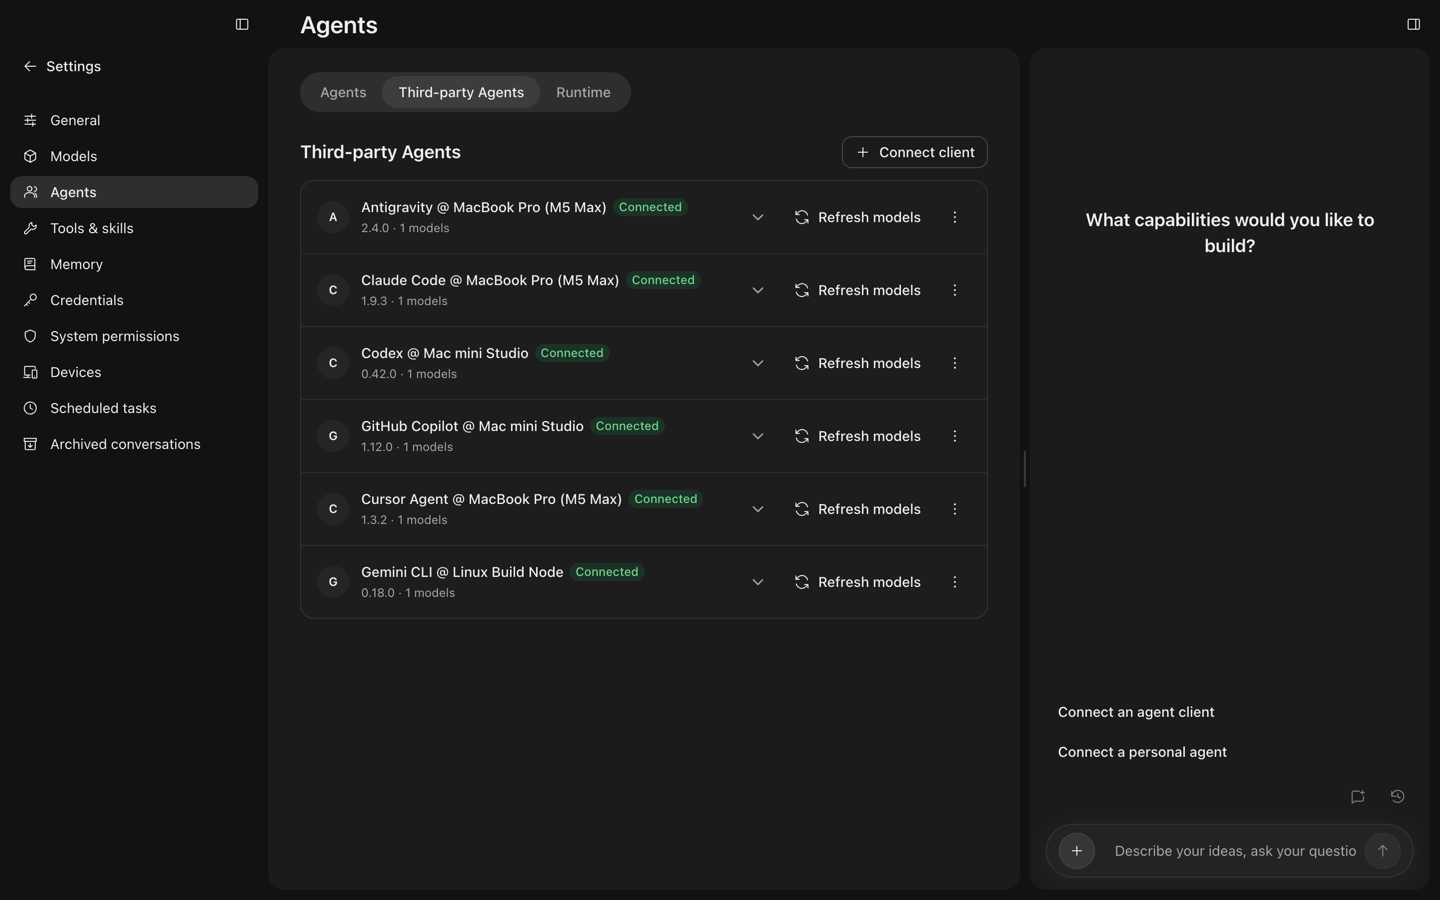 Agents
Settings
General
Models
Agents
Tools & skills
Memory
Credentials
System permissions
Devices
Scheduled tasks
Archived conversations
Agents
Third-party Agents
Runtime
Third-party Agents
Connect client
A
Antigravity @ MacBook Pro (M5 Max)
Connected
2.4.0 · 1 models
Refresh models
C
Claude Code @ MacBook Pro (M5 Max)
Connected
1.9.3 · 1 models
Refresh models
C
Codex @ Mac mini Studio
Connected
0.42.0 · 1 models
Refresh models
G
GitHub Copilot @ Mac mini Studio
Connected
1.12.0 · 1 models
Refresh models
C
Cursor Agent @ MacBook Pro (M5 Max)
Connected
1.3.2 · 1 models
Refresh models
G
Gemini CLI @ Linux Build Node
Connected
0.18.0 · 1 models
Refresh models
What capabilities would you like to
build?
Connect an agent client
Connect a personal agent
Describe your ideas, ask your questio